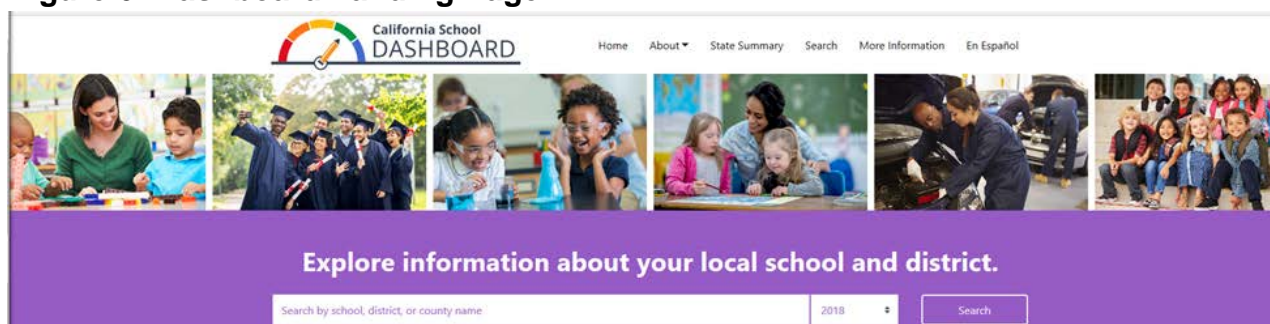 California School
DASHBOARD
Home About State Summary Search More Information En Español
Explore information about your local school and district.
Search by school, district, or county name 2018 Search